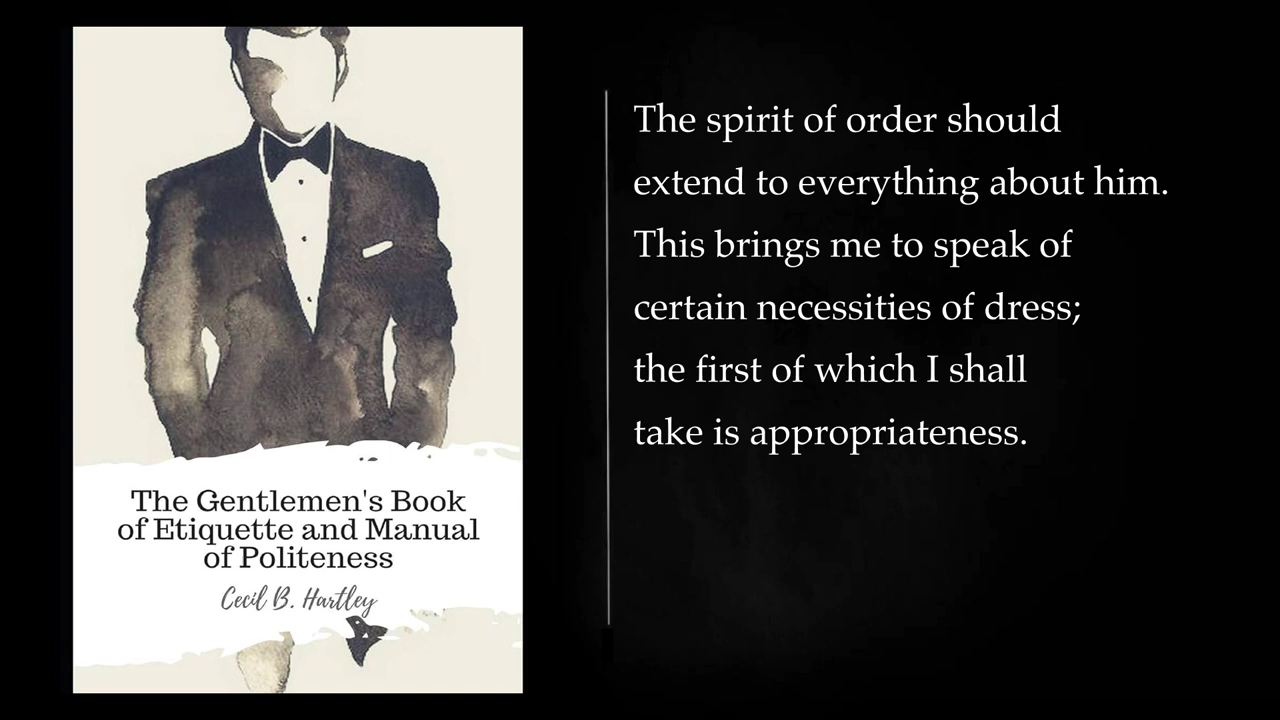 The Gentlemen's Book
of Etiquette and Manual
of Politeness
Cecil B. Hartley
The spirit of order should
extend to everything about him.
This brings me to speak of
certain necessities of dress;
the first of which I shall
take is appropriateness.